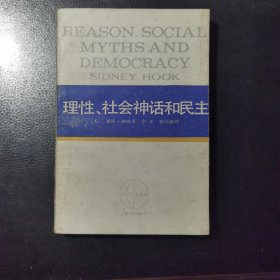 REASON, SOCIAL
MYTHS AND
DEMOCRACY
SIDNEY HOOK
理性、社会神话和民主